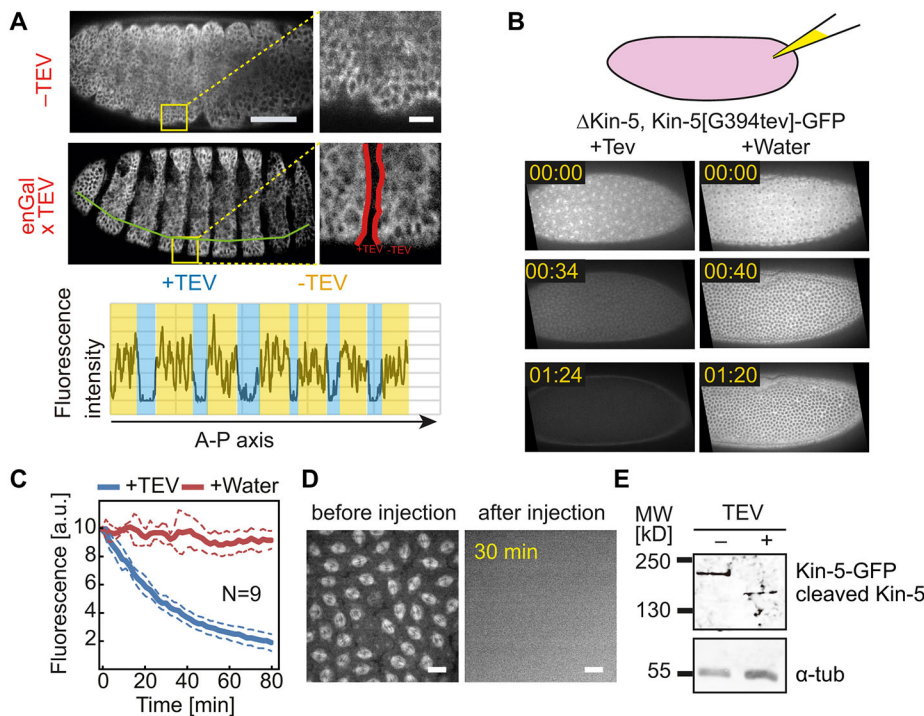 A
–TEV
enGal
x TEV
+TEV -TEV
+TEV -TEV
Fluorescence
intensity
A-P axis
B
ΔKin-5, Kin-5[G394tev]-GFP
+Tev +Water
00:00 00:00
00:34 00:40
01:24 01:20
C
+TEV +Water
Fluorescence [a.u.]
10
8
6
4
2
N=9
0 20 40 60 80
Time [min]
D
before injection after injection
30 min
E
MW
[kD]
TEV
– +
250
130
55
Kin-5-GFP
cleaved Kin-5
α-tub